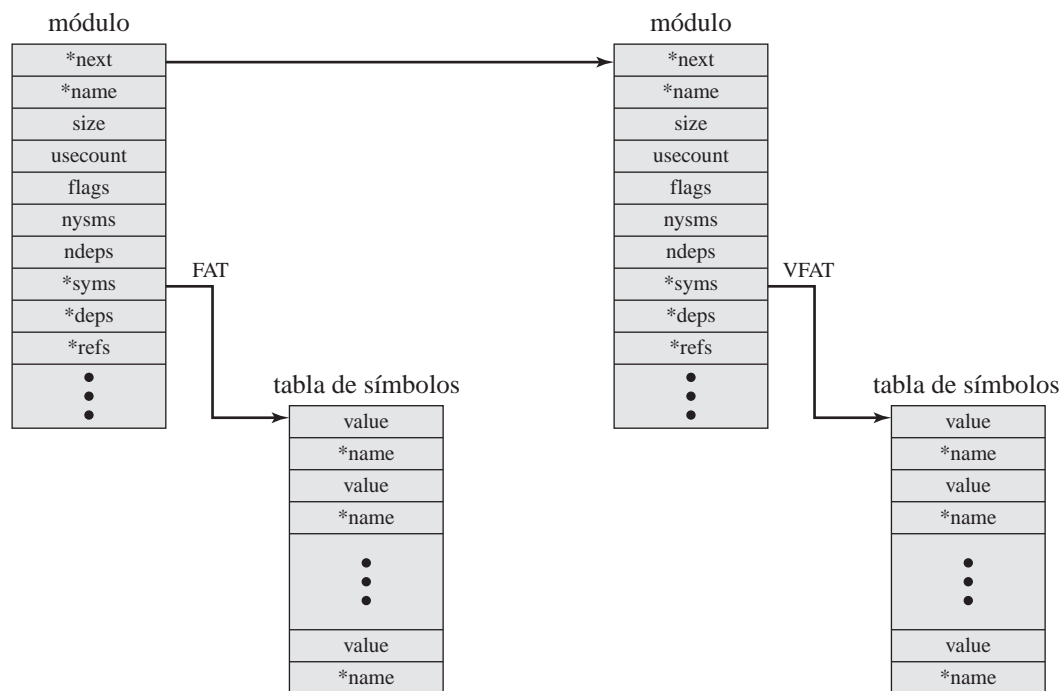 módulo
*next
*name
size
usecount
flags
nysms
ndeps
*syms
*deps
*refs
FAT
tabla de símbolos
value
*name
value
*name
value
*name
módulo
*next
*name
size
usecount
flags
nysms
ndeps
*syms
*deps
*refs
VFAT
tabla de símbolos
value
*name
value
*name
value
*name